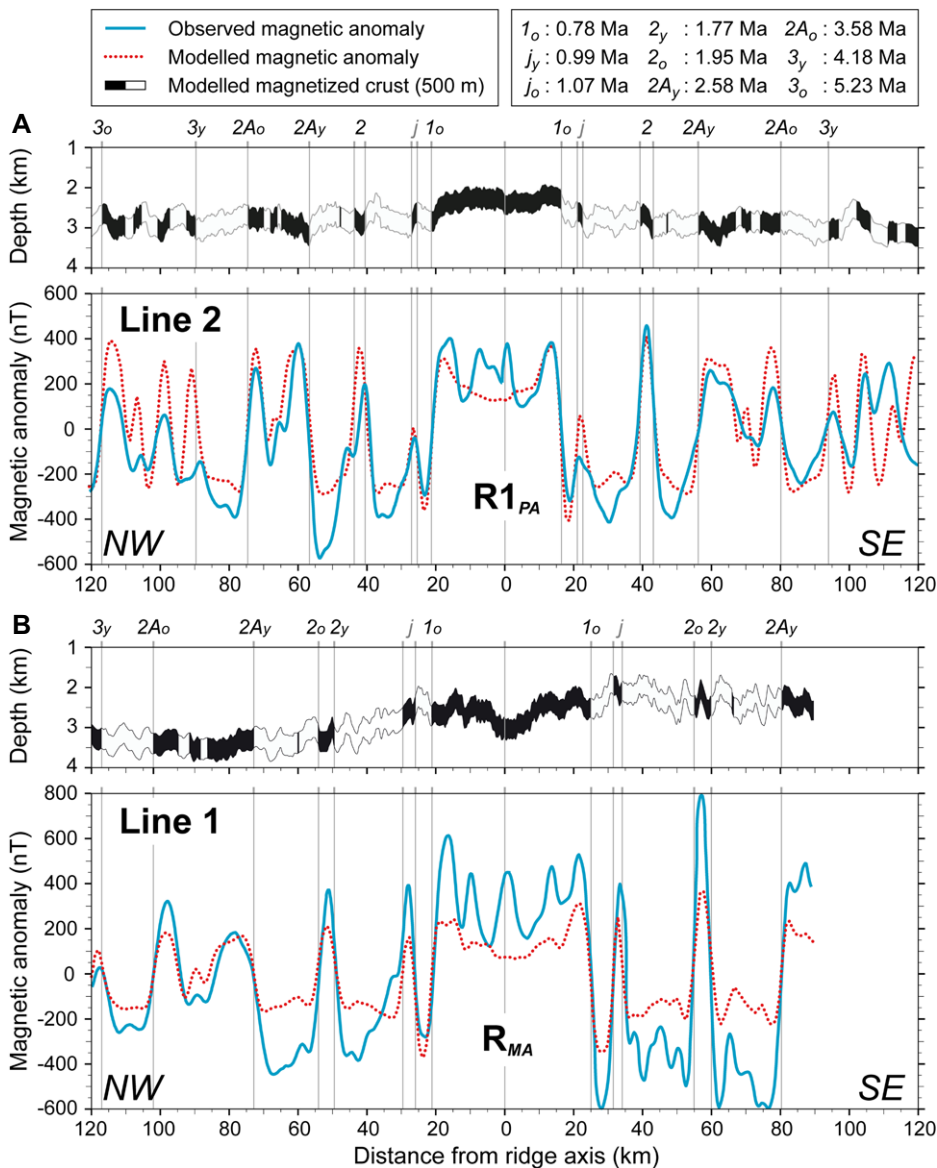 Observed magnetic anomaly
Modelled magnetic anomaly
Modelled magnetized crust (500 m)
1o : 0.78 Ma 2y : 1.77 Ma 2Ao : 3.58 Ma
jy : 0.99 Ma 2o : 1.95 Ma 3y : 4.18 Ma
jo : 1.07 Ma 2Ay : 2.58 Ma 3o : 5.23 Ma
A
3o 3y 2Ao 2Ay 2 j 1o 1o j 2 2Ay 2Ao 3y
Depth (km)
1
2
3
4
Magnetic anomaly (nT)
600
400
200
0
-200
-400
-600
Line 2
R1PA
NW SE
120 100 80 60 40 20 0 20 40 60 80 100 120
B
3y 2Ao 2Ay 2o 2y j 1o 1o j 2o 2y 2Ay
Depth (km)
1
2
3
4
Magnetic anomaly (nT)
800
600
400
200
0
-200
-400
-600
Line 1
RMA
NW SE
120 100 80 60 40 20 0 20 40 60 80 100 120
Distance from ridge axis (km)